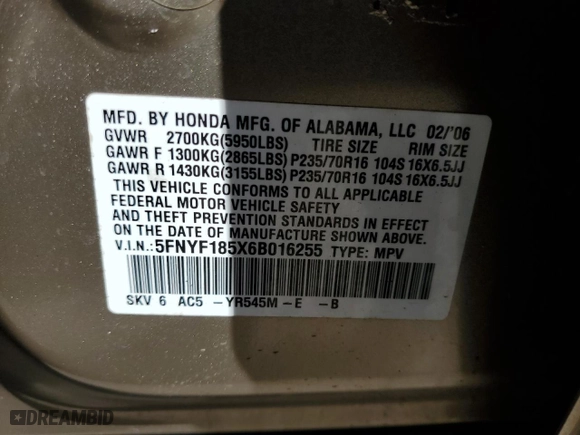 MFD. BY HONDA MFG. OF ALABAMA, LLC 02/'06
GVWR 2700KG(5950LBS) TIRE SIZE RIM SIZE
GAWR F 1300KG(2865LBS) P235/70R16 104S 16X6.5JJ
GAWR R 1430KG(3155LBS) P235/70R16 104S 16X6.5JJ
THIS VEHICLE CONFORMS TO ALL APPLICABLE
FEDERAL MOTOR VEHICLE SAFETY
AND THEFT PREVENTION STANDARDS IN EFFECT
ON THE DATE OF MANUFACTURE SHOWN ABOVE.
V.I.N.: 5FNYF185X6B016255 TYPE: MPV
SKV 6 AC5 -YR545M-E -B
DREAMBID